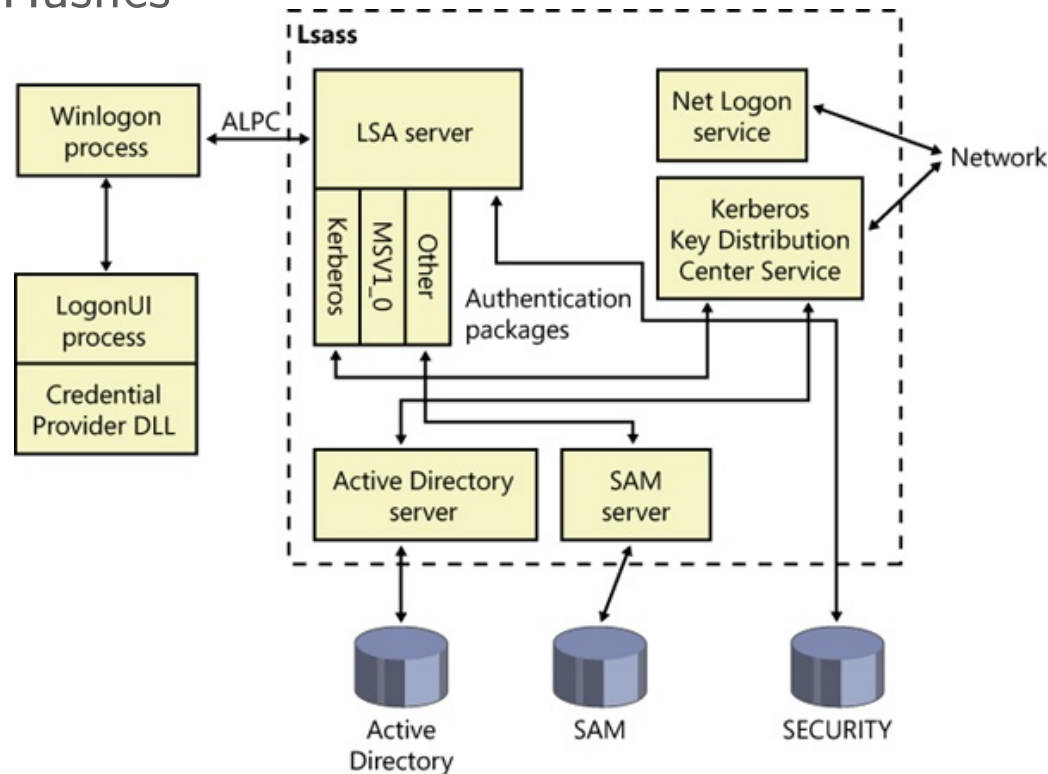 Hashes
Lsass
Winlogon
process
ALPC
LSA server
Kerberos
MSV1_0
Other
Authentication
packages
Net Logon
service
Network
Kerberos
Key Distribution
Center Service
LogonUI
process
Credential
Provider DLL
Active Directory
server
SAM
server
Active
Directory
SAM
SECURITY